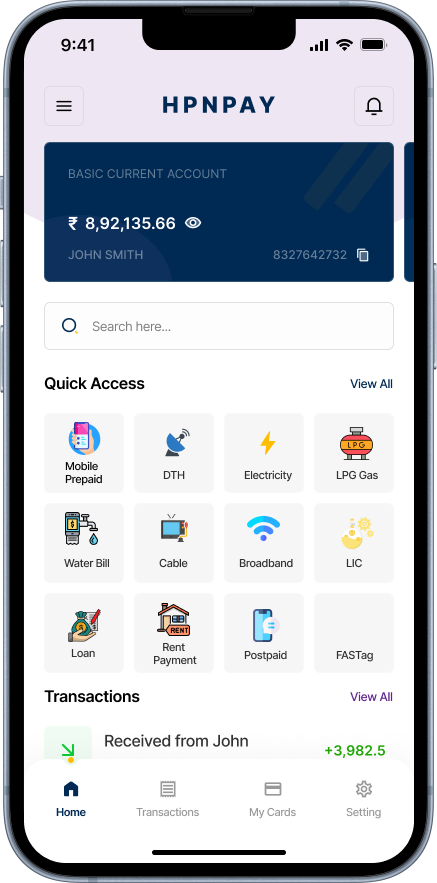 9:41
HPNPAY
BASIC CURRENT ACCOUNT
₹ 8,92,135.66
JOHN SMITH 8327642732
Search here...
Quick Access View All
Mobile
Prepaid
DTH
Electricity
LPG
LPG Gas
Water Bill
Cable
Broadband
LIC
Loan
RENT
Rent
Payment
Postpaid
FASTag
Transactions View All
Received from John
+3,982.5
Home Transactions My Cards Setting